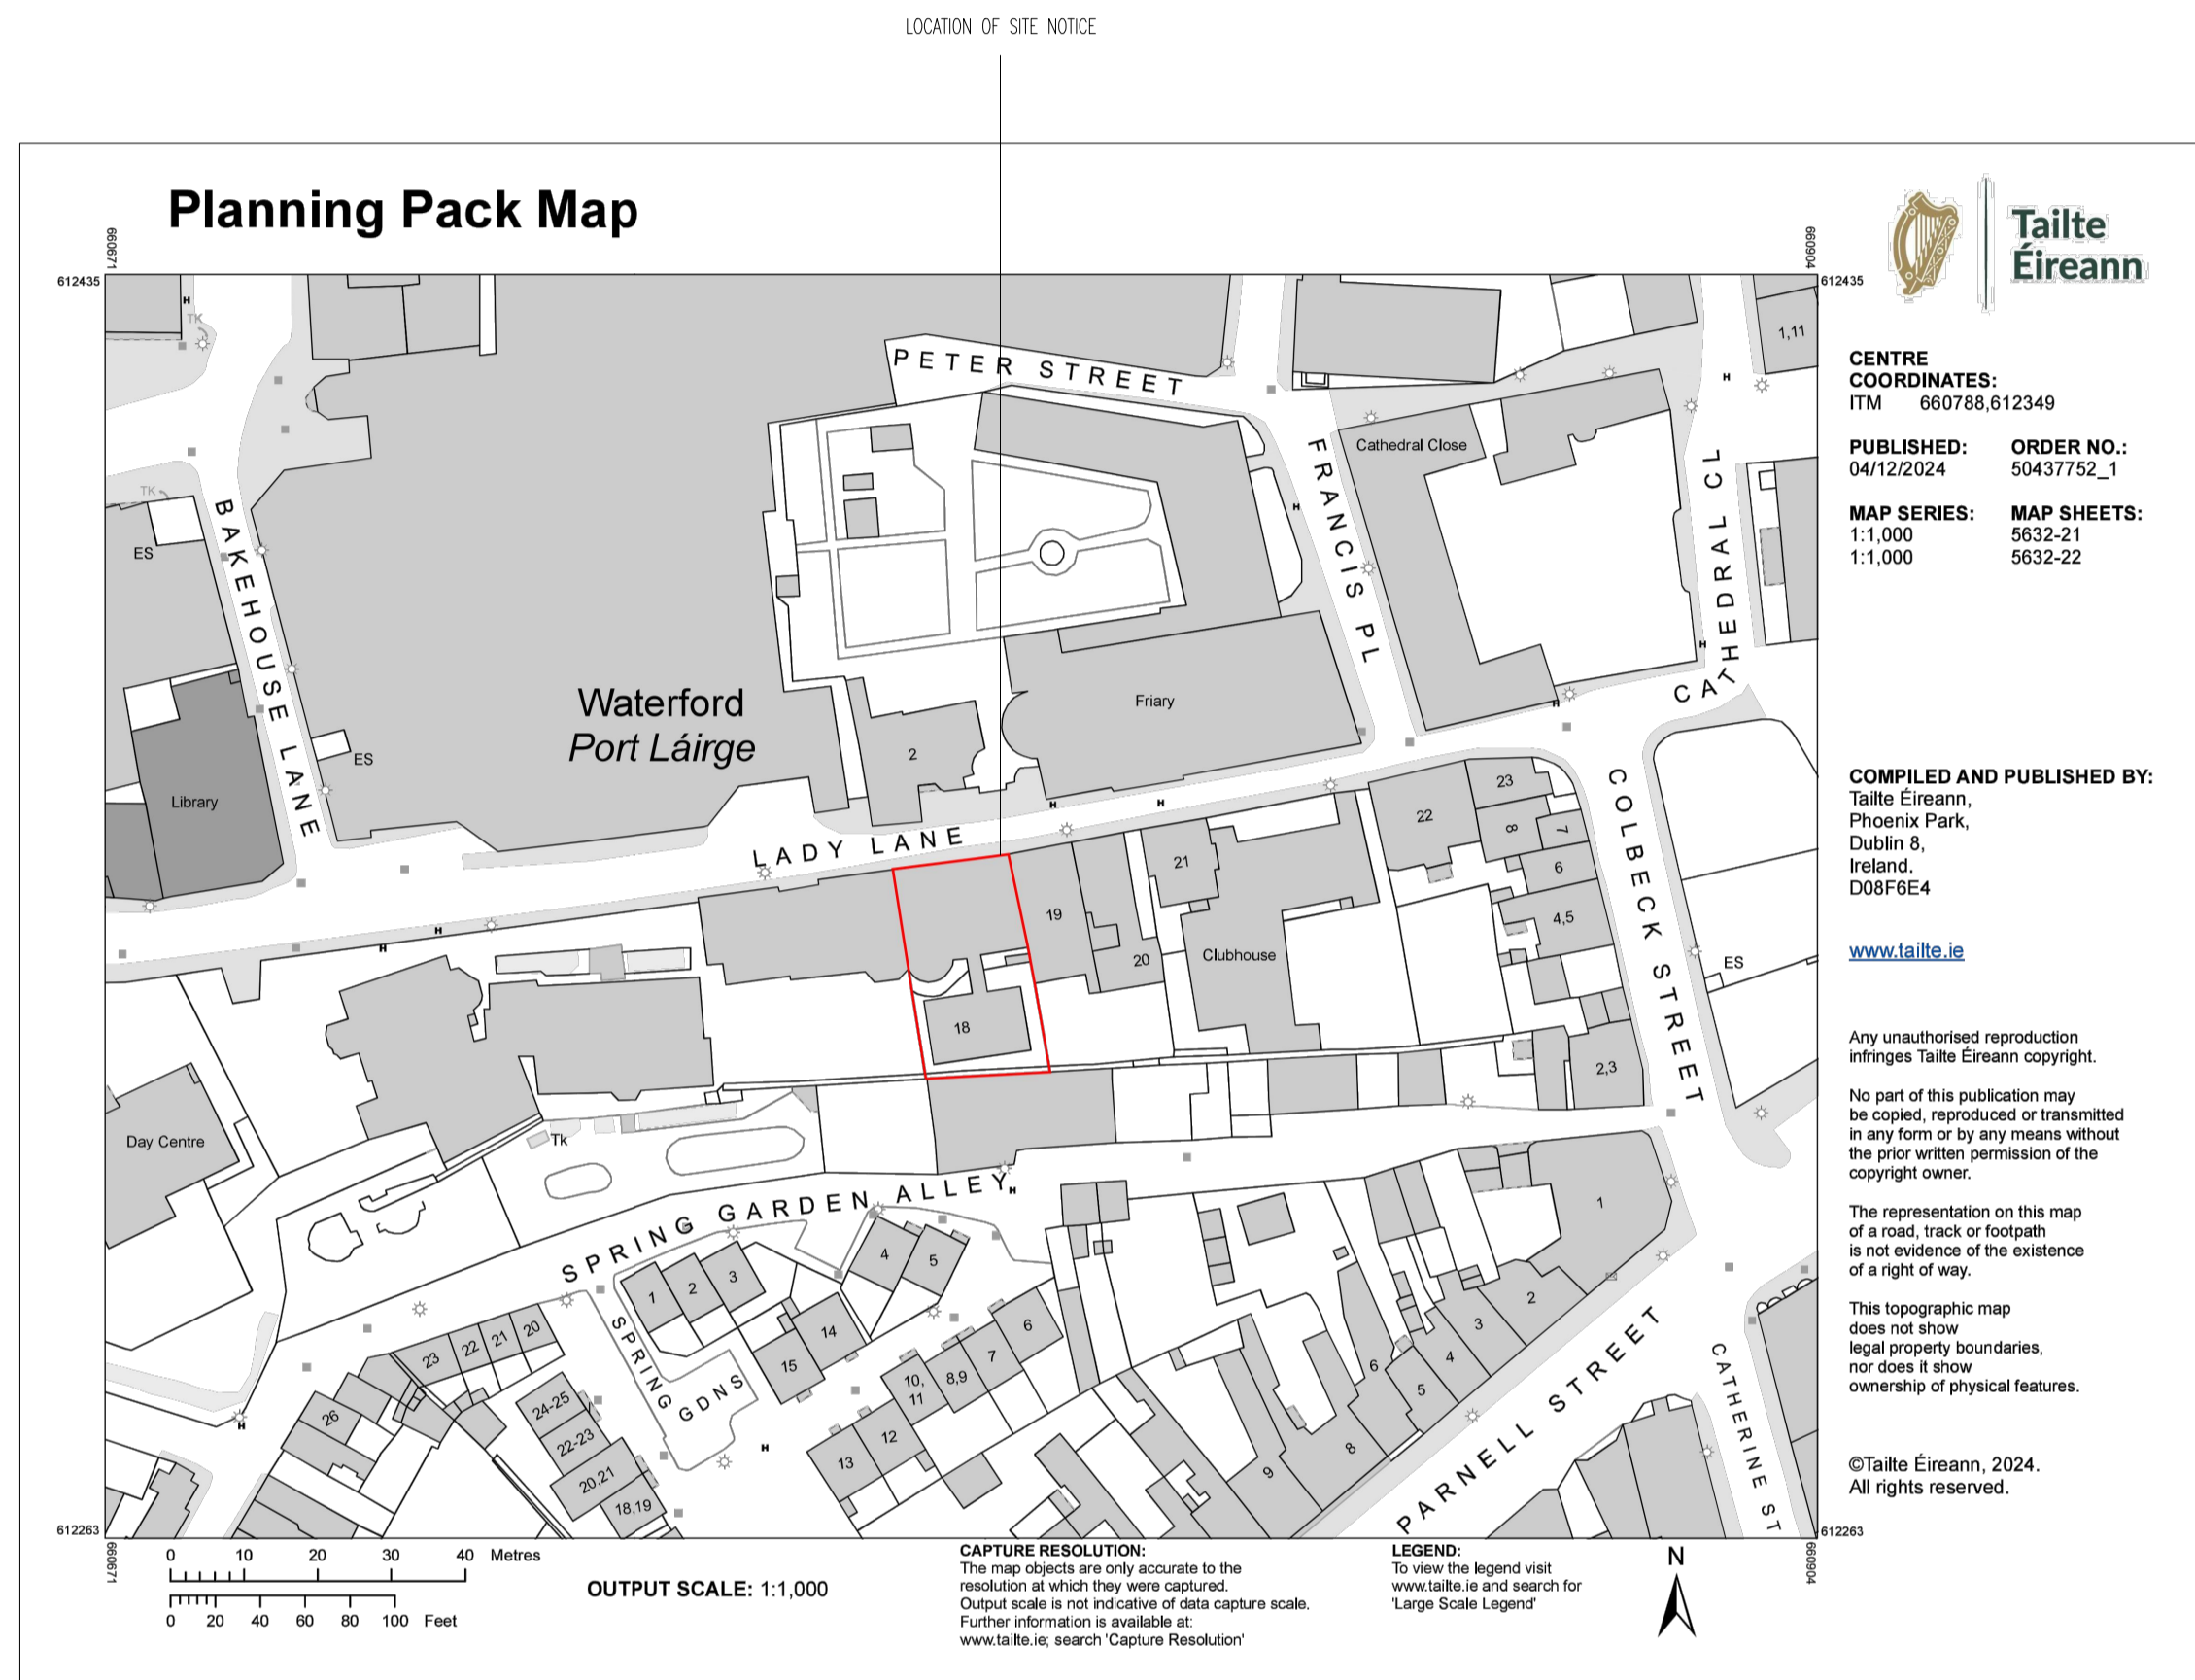 LOCATION OF SITE NOTICE
Planning Pack Map
Tailte
Éireann
660671
660904
612435
612435
CENTRE
COORDINATES:
ITM 660788,612349
PUBLISHED: ORDER NO.:
04/12/2024 50437752_1
MAP SERIES: MAP SHEETS:
1:1,000 5632-21
1:1,000 5632-22
COMPILED AND PUBLISHED BY:
Tailte Éireann,
Phoenix Park,
Dublin 8,
Ireland.
D08F6E4
www.tailte.ie
Any unauthorised reproduction
infringes Tailte Éireann copyright.
No part of this publication may
be copied, reproduced or transmitted
in any form or by any means without
the prior written permission of the
copyright owner.
The representation on this map
of a road, track or footpath
is not evidence of the existence
of a right of way.
This topographic map
does not show
legal property boundaries,
nor does it show
ownership of physical features.
©Tailte Éireann, 2024.
All rights reserved.
H
TK
1,11
PETER STREET
H
Cathedral Close
TK
ES
BAKEHOUSE LANE
FRANCIS PL
H
CATHEDRAL CL
H
CAT
Waterford
Port Láirge
Friary
H
2
ES
Library
H
H
LADY LANE
23
22
8
7
6
4,5
COLBECK STREET
21
19
20
Clubhouse
ES
H
H
18
2,3
Day Centre
Tk
SPRING GARDEN ALLEY
H
1
2
3
4
5
1
2
3
4
5
6
8
9
6
7
8,9
10,
11
12
13
14
15
SPRING
GDNS
H
20
21
22
23
24-25
22-23
20,21
18,19
26
H
PARNELL STREET
CATHERINE ST
612263
612263
660671
660904
0 10 20 30 40 Metres
0 20 40 60 80 100 Feet
OUTPUT SCALE: 1:1,000
CAPTURE RESOLUTION:
The map objects are only accurate to the
resolution at which they were captured.
Output scale is not indicative of data capture scale.
Further information is available at:
www.tailte.ie; search 'Capture Resolution'
LEGEND:
To view the legend visit
www.tailte.ie and search for
'Large Scale Legend'
N